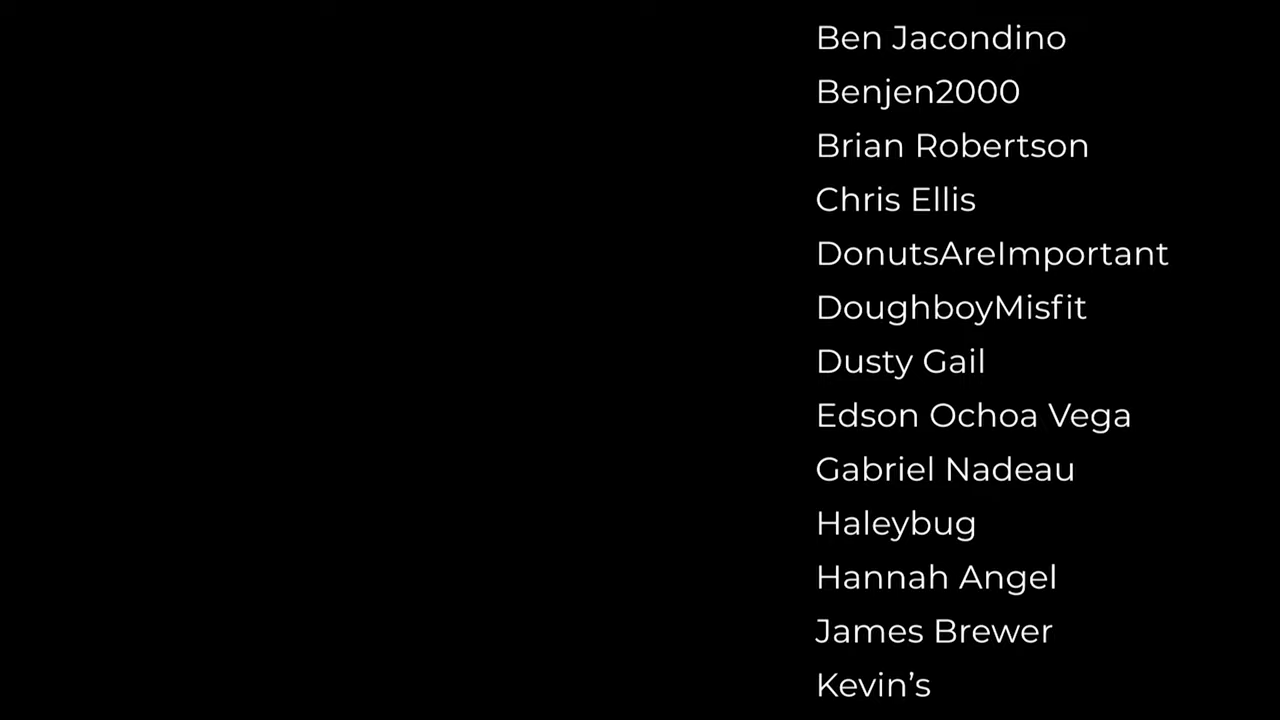 Ben Jacondino
Benjen2000
Brian Robertson
Chris Ellis
DonutsAreImportant
DoughboyMisfit
Dusty Gail
Edson Ochoa Vega
Gabriel Nadeau
Haleybug
Hannah Angel
James Brewer
Kevin’s